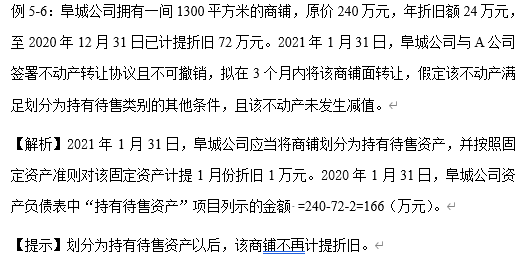 例 5-6：阜城公司拥有一间 1300 平方米的商铺，原价 240 万元，年折旧额 24 万元，
至 2020 年 12 月 31 日已计提折旧 72 万元。2021 年 1 月 31 日，阜城公司与 A 公司
签署不动产转让协议且不可撤销，拟在 3 个月内将该商铺面转让，假定该不动产满
足划分为持有待售类别的其他条件，且该不动产未发生减值。
【解析】2021 年 1 月 31 日，阜城公司应当将商铺划分为持有待售资产，并按照固
定资产准则对该固定资产计提 1 月份折旧 1 万元。2020 年 1 月 31 日，阜城公司资
产负债表中“持有待售资产”项目列示的金额 =240-72-2=166（万元）。
【提示】划分为持有待售资产以后，该商铺不再计提折旧。